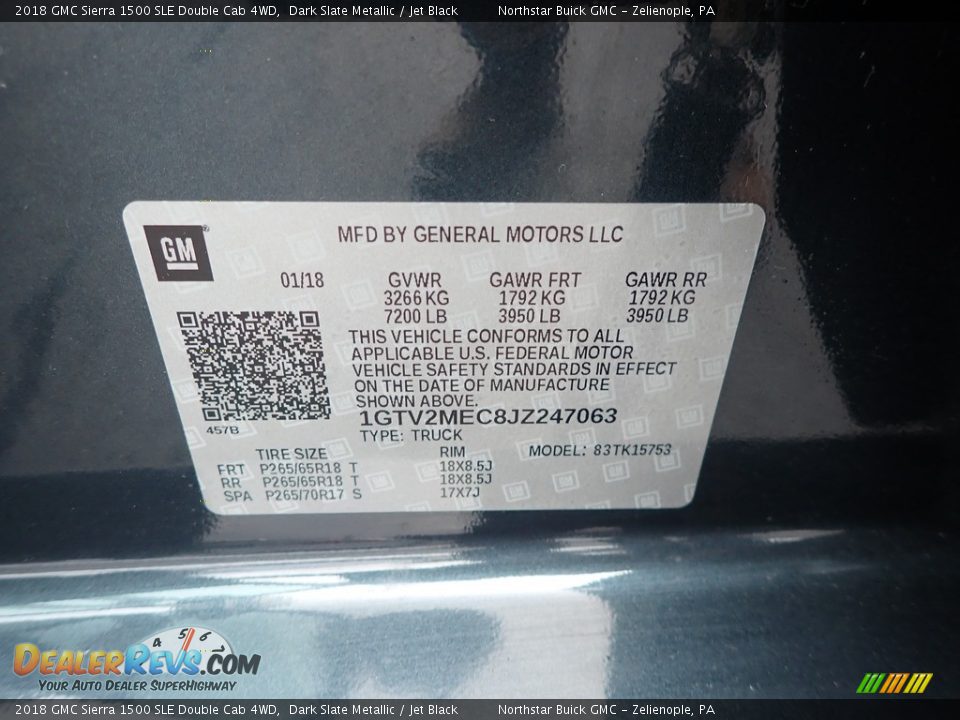 2018 GMC Sierra 1500 SLE Double Cab 4WD, Dark Slate Metallic / Jet Black Northstar Buick GMC - Zelienople, PA
GM
MFD BY GENERAL MOTORS LLC
01/18 GVWR GAWR FRT GAWR RR
3266 KG 1792 KG 1792 KG
7200 LB 3950 LB 3950 LB
THIS VEHICLE CONFORMS TO ALL
APPLICABLE U.S. FEDERAL MOTOR
VEHICLE SAFETY STANDARDS IN EFFECT
ON THE DATE OF MANUFACTURE
SHOWN ABOVE.
1GTV2MEC8JZ247063
457B
TYPE: TRUCK
TIRE SIZE RIM MODEL: 83TK15753
FRT P265/65R18 T 18X8.5J
RR P265/65R18 T 18X8.5J
SPA P265/70R17 S 17X7J
4 5 6
DealerRevs.com
Your Auto Dealer SuperHighway
2018 GMC Sierra 1500 SLE Double Cab 4WD, Dark Slate Metallic / Jet Black Northstar Buick GMC - Zelienople, PA